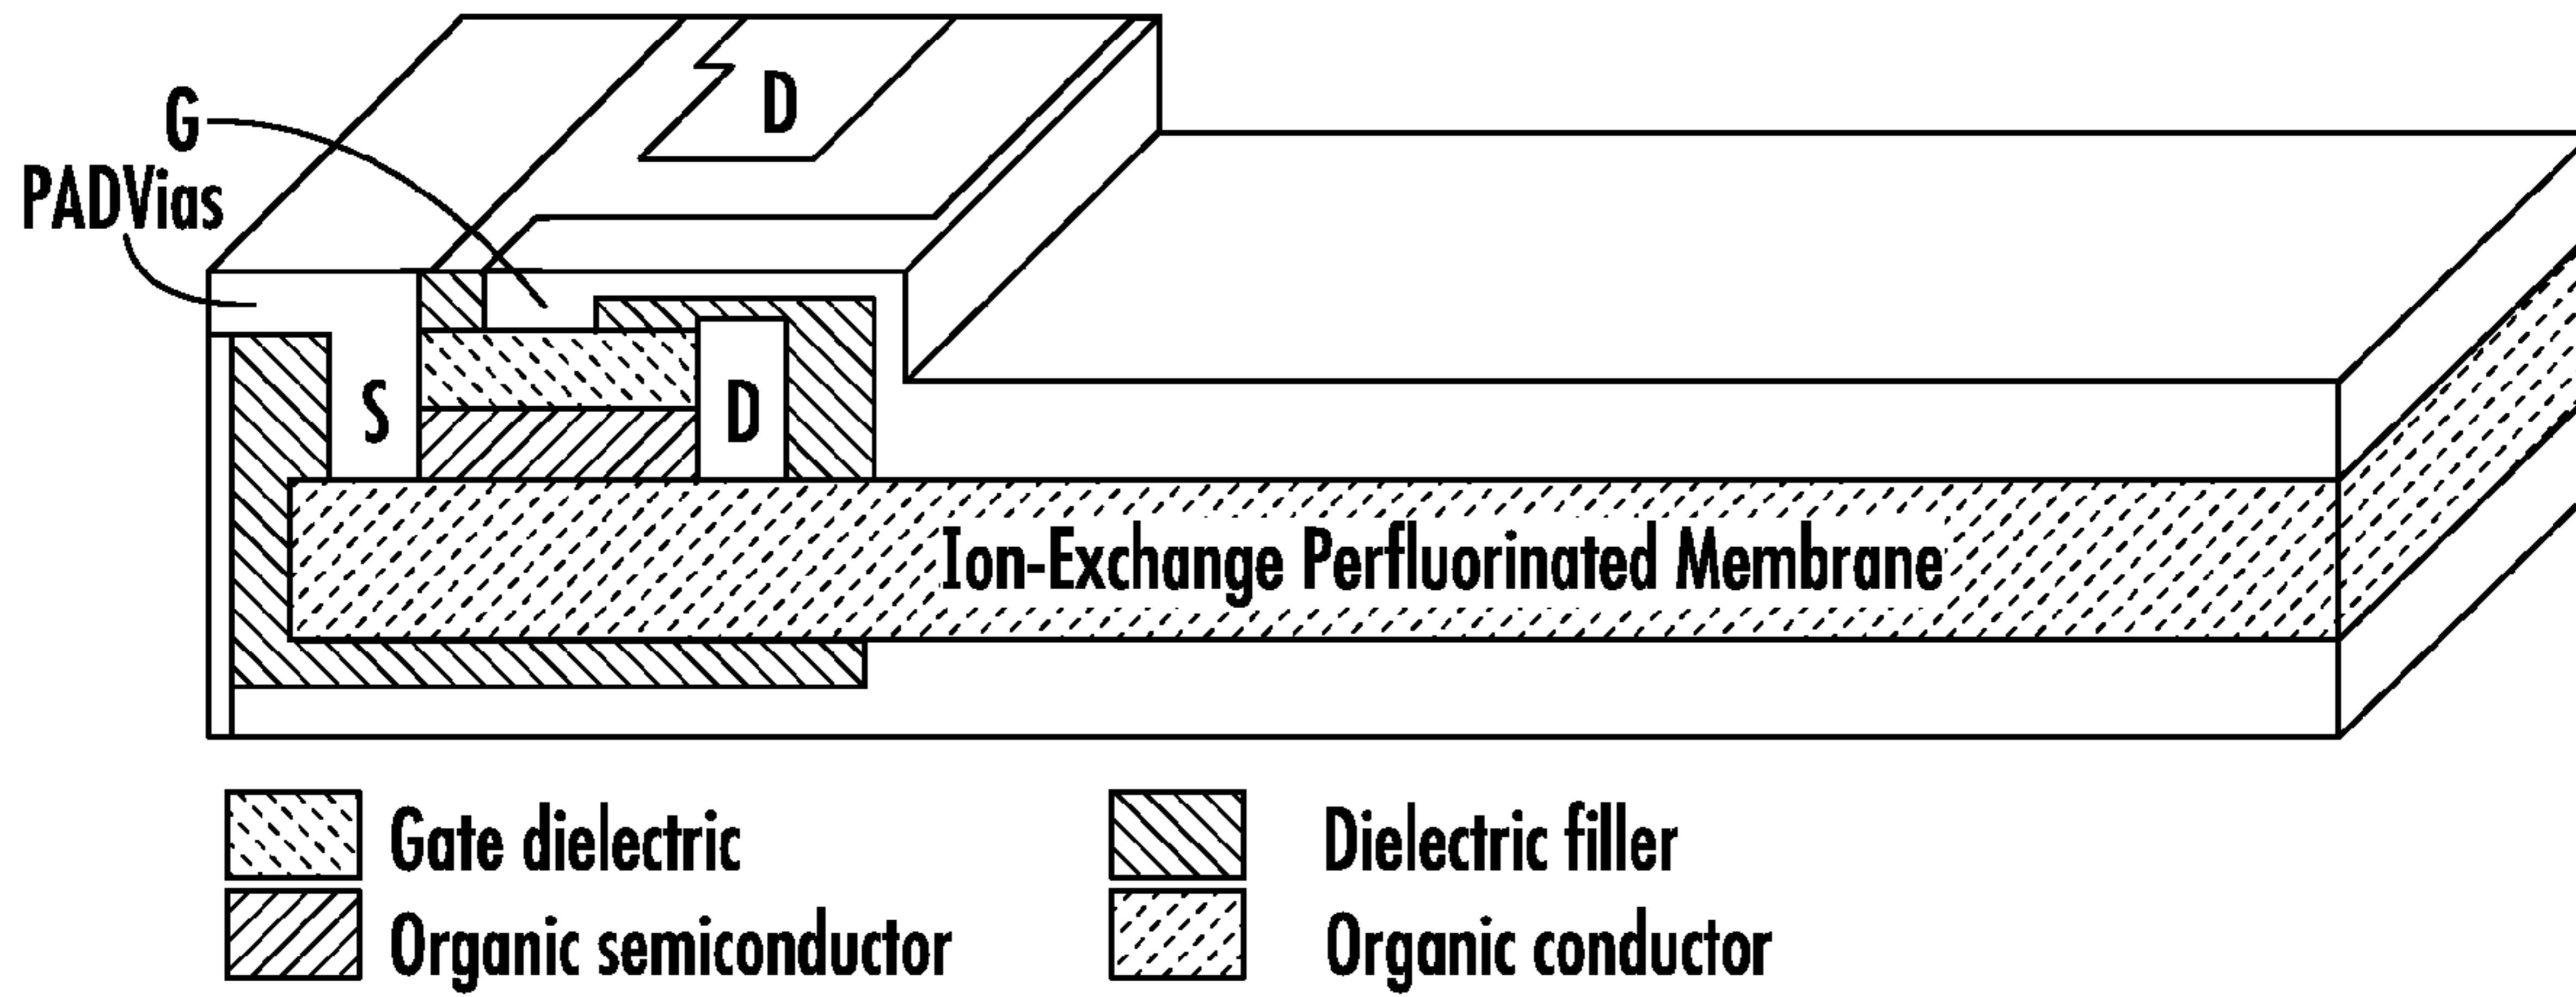 D
G
PADVias
S
D
Ion-Exchange Perfluorinated Membrane
Gate dielectric
Dielectric filler
Organic semiconductor
Organic conductor